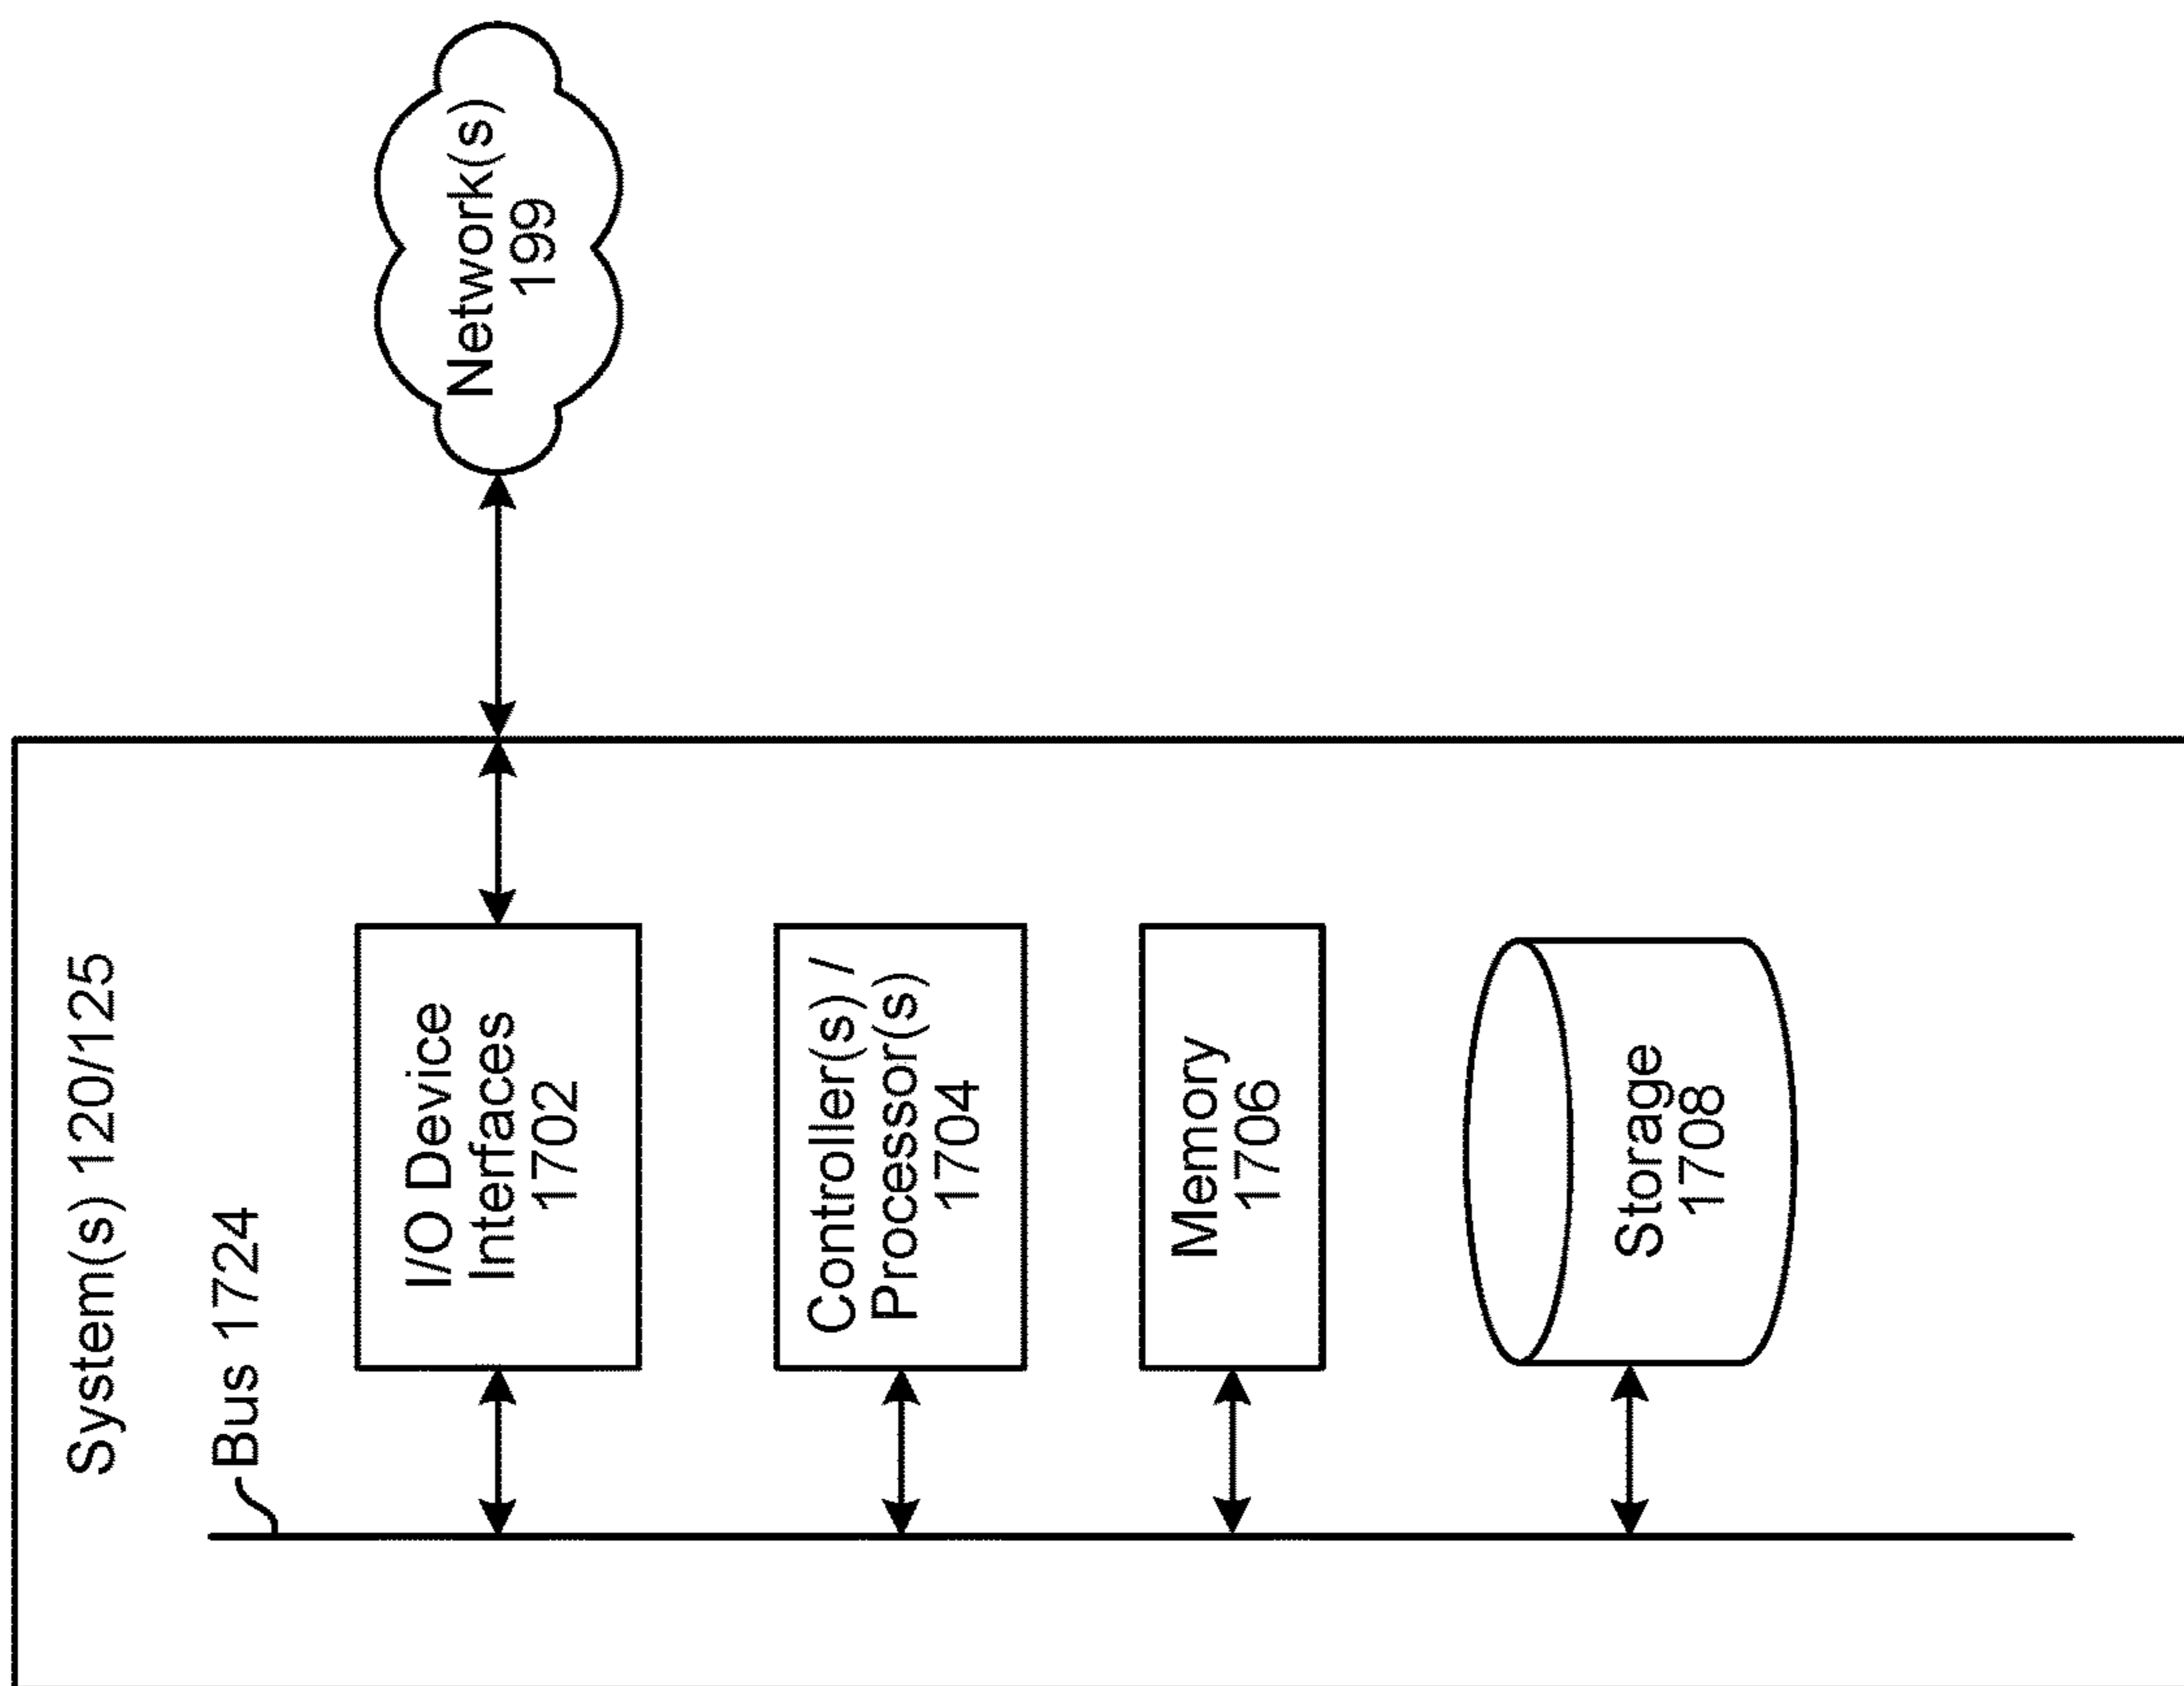 System(s) 120/125
Bus 1724
I/O Device
Interfaces
1702
Controller(s) /
Processor(s)
1704
Memory
1706
Storage
1708
Network(s)
199